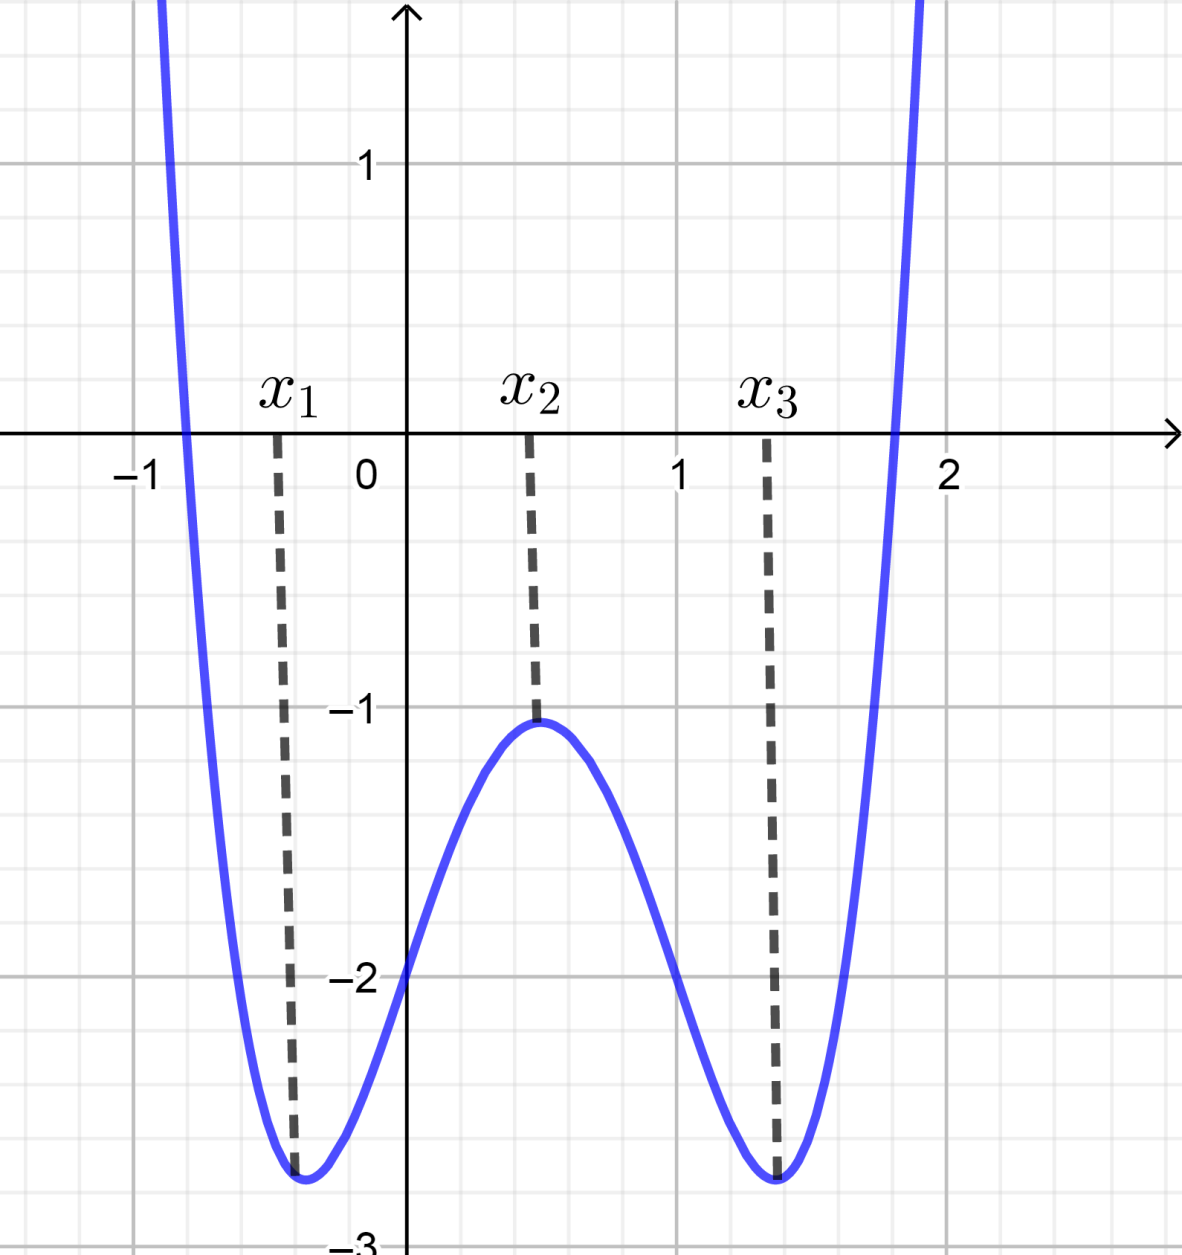 1
x₁ x₂ x₃
–1 0 1 2
–1
–2
–3